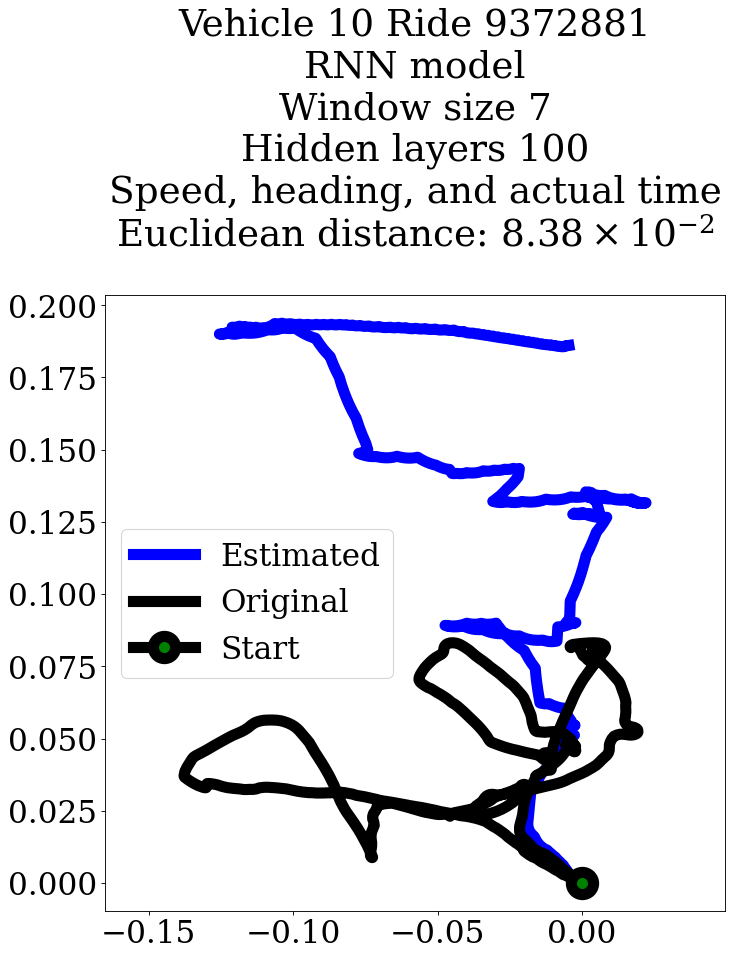 Vehicle 10 Ride 9372881
RNN model
Window size 7
Hidden layers 100
Speed, heading, and actual time
Euclidean distance: 8.38 × 10⁻²
0.200
0.175
0.150
0.125
0.100
0.075
0.050
0.025
0.000
Estimated
Original
Start
−0.15 −0.10 −0.05 0.00